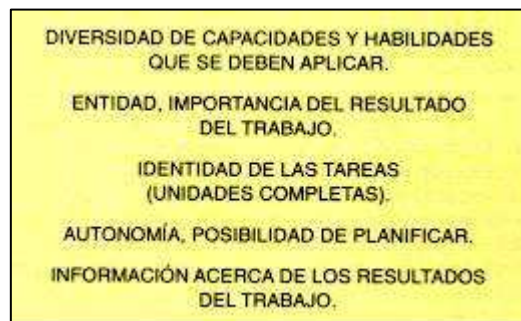 DIVERSIDAD DE CAPACIDADES Y HABILIDADES
QUE SE DEBEN APLICAR.
ENTIDAD, IMPORTANCIA DEL RESULTADO
DEL TRABAJO.
IDENTIDAD DE LAS TAREAS
(UNIDADES COMPLETAS).
AUTONOMÍA, POSIBILIDAD DE PLANIFICAR.
INFORMACIÓN ACERCA DE LOS RESULTADOS
DEL TRABAJO.